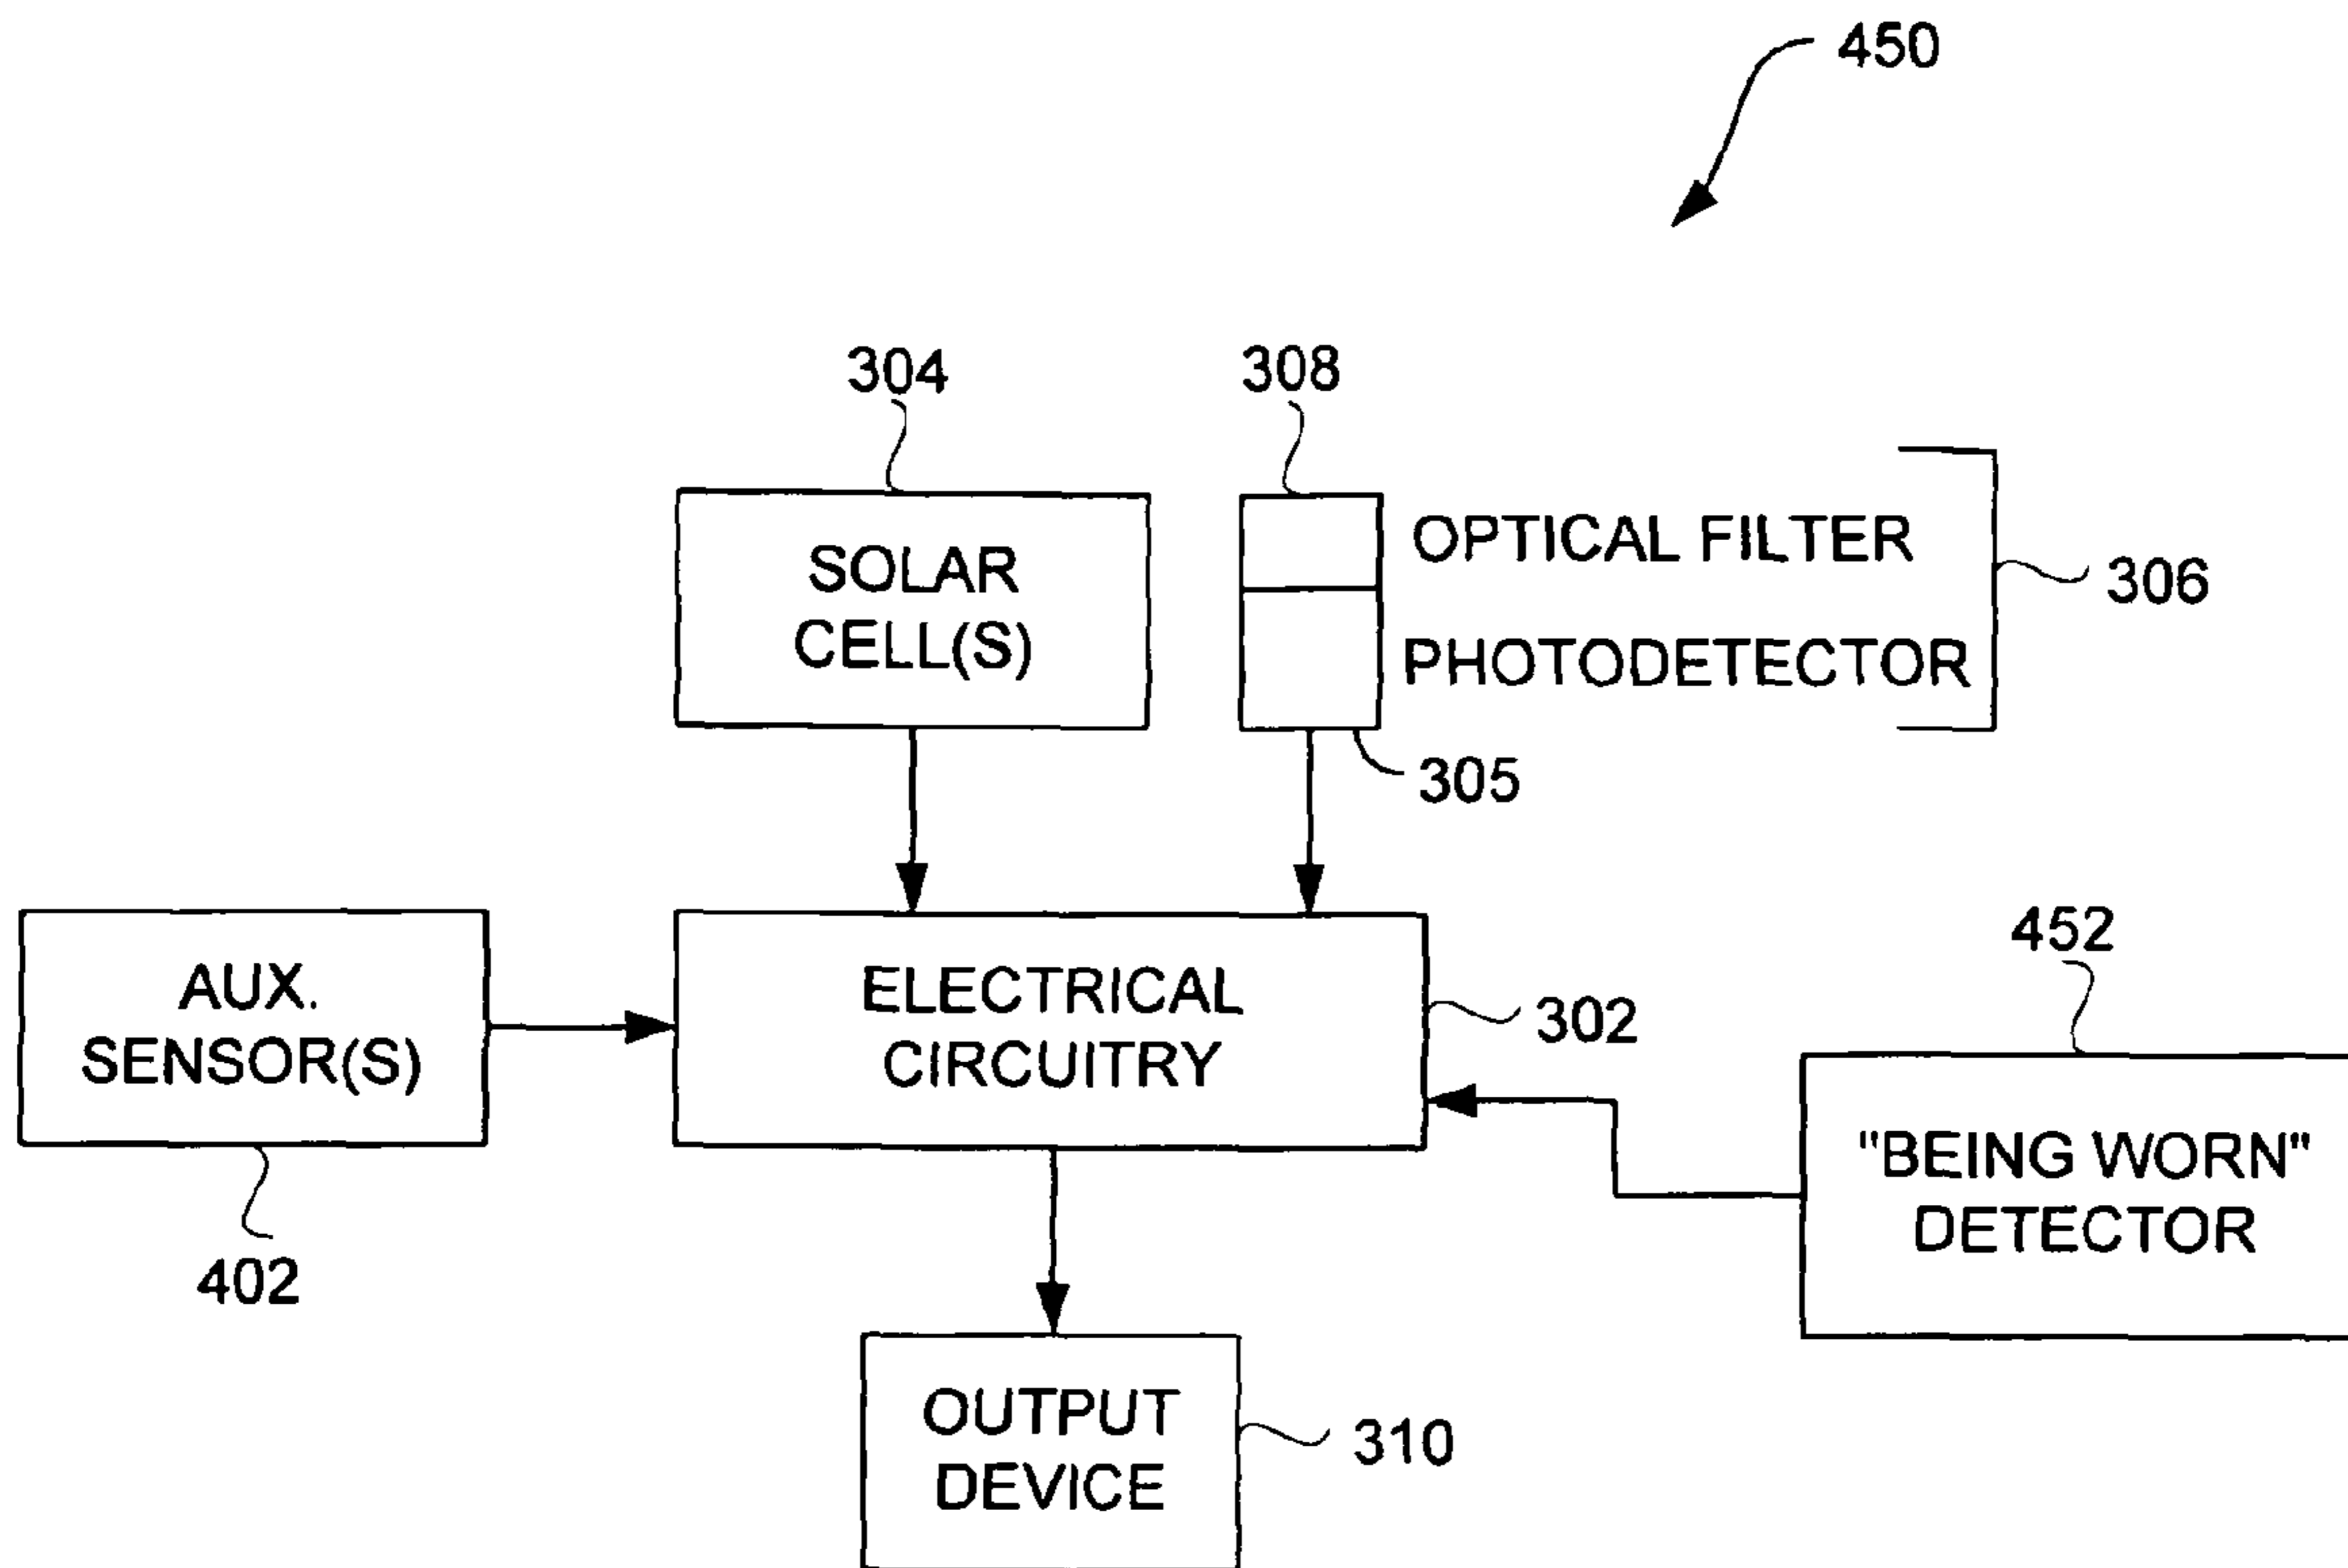 450
304
308
SOLAR
CELL(S)
OPTICAL FILTER
PHOTODETECTOR
306
305
AUX.
SENSOR(S)
402
ELECTRICAL
CIRCUITRY
302
452
"BEING WORN"
DETECTOR
OUTPUT
DEVICE
310